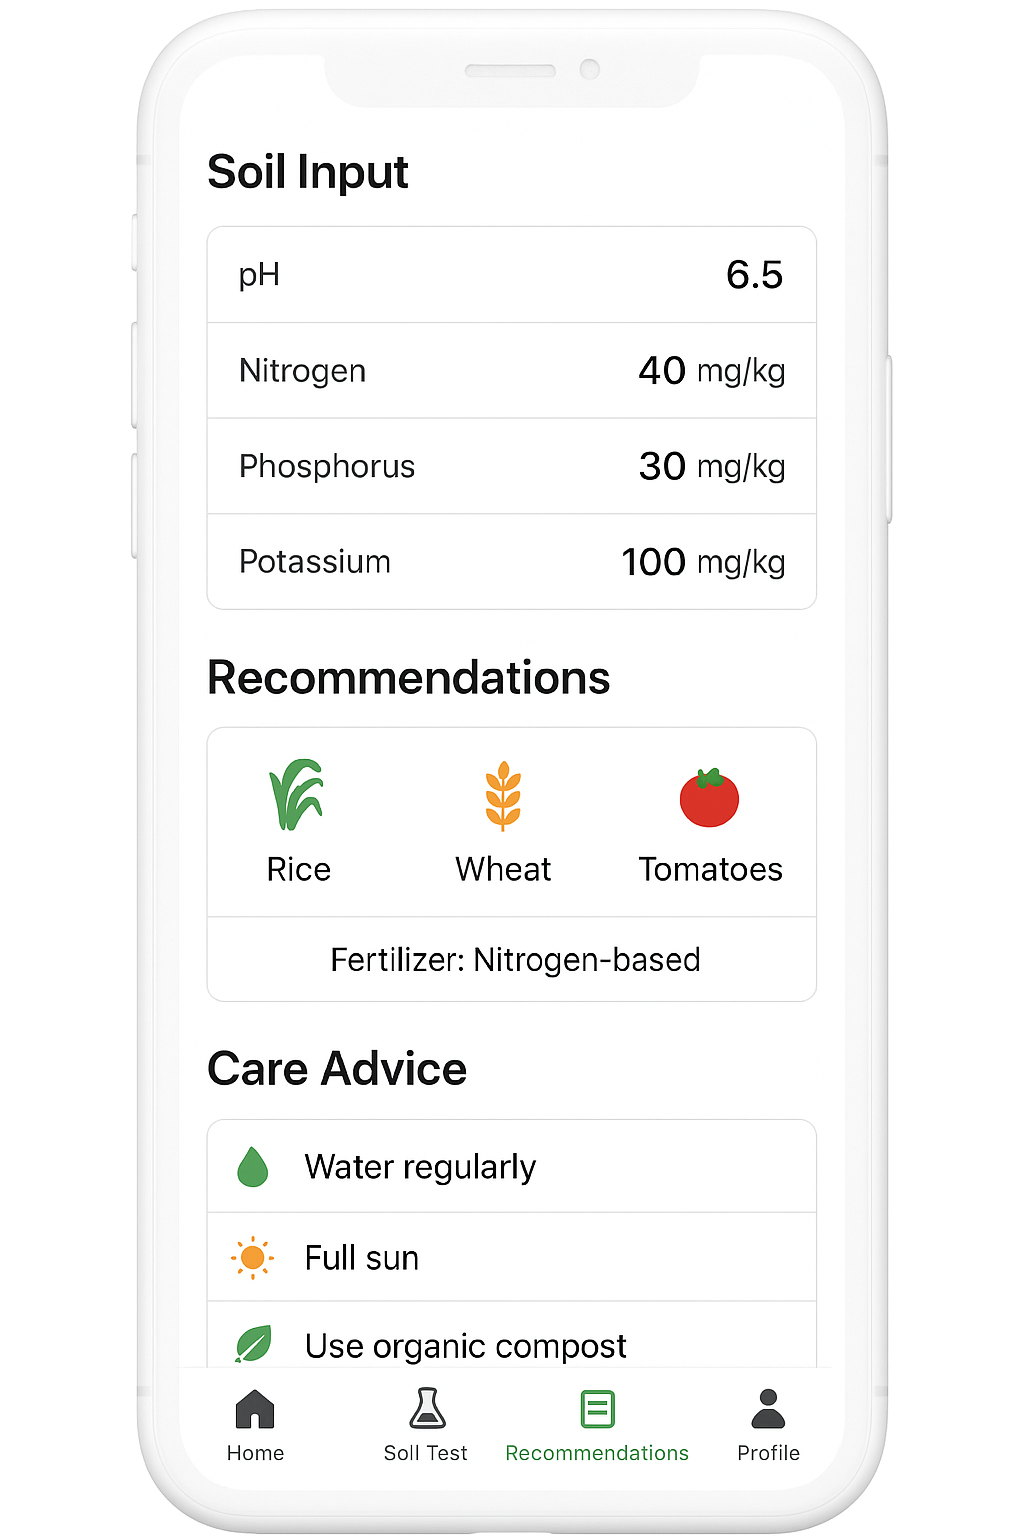 Soil Input
pH 6.5
Nitrogen 40 mg/kg
Phosphorus 30 mg/kg
Potassium 100 mg/kg
Recommendations
Rice Wheat Tomatoes
Fertilizer: Nitrogen-based
Care Advice
Water regularly
Full sun
Use organic compost
Home Soll Test Recommendations Profile